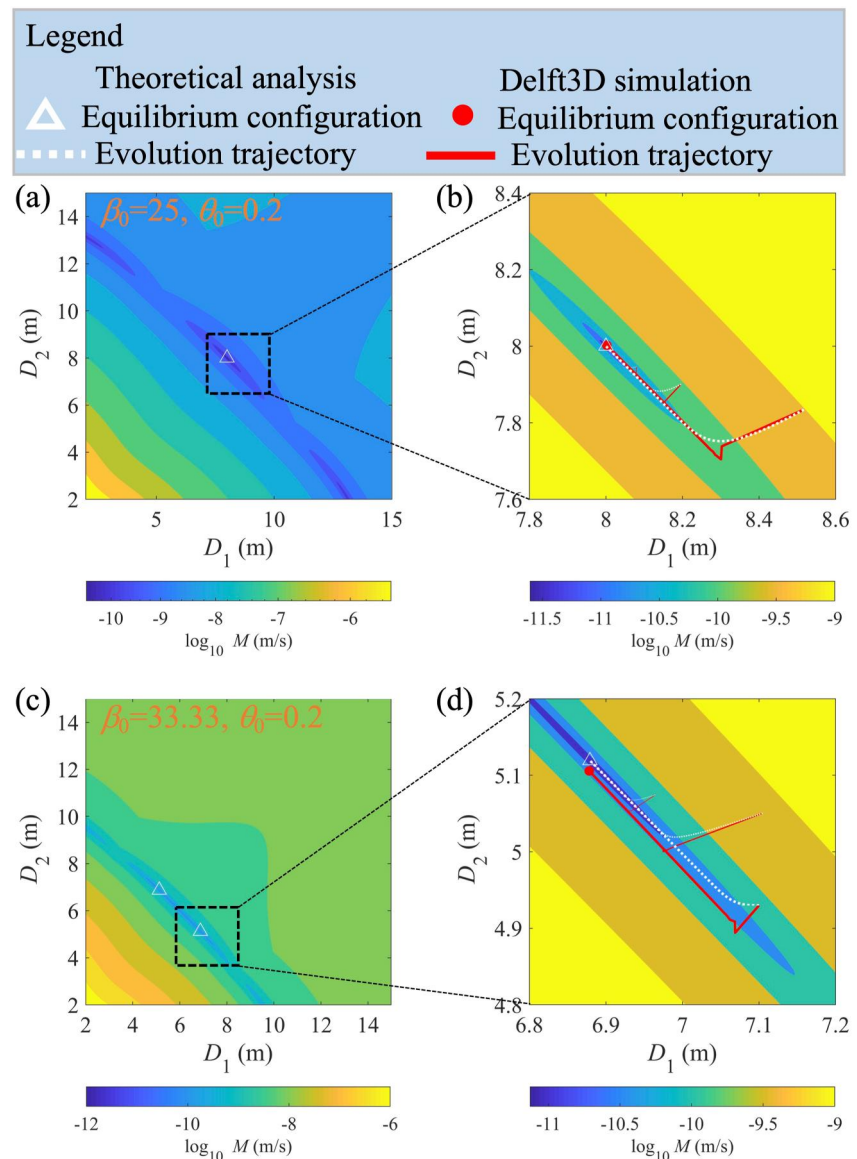 Legend
Theoretical analysis
Delft3D simulation
Equilibrium configuration
Equilibrium configuration
Evolution trajectory
Evolution trajectory
(a)
β0=25, θ0=0.2
14
12
10
8
6
4
2
D2 (m)
5
10
15
D1 (m)
-10
-9
-8
-7
-6
log10 M (m/s)
(b)
8.4
8.2
8
7.8
7.6
D2 (m)
7.8
8
8.2
8.4
8.6
D1 (m)
-11.5
-11
-10.5
-10
-9.5
-9
log10 M (m/s)
(c)
β0=33.33, θ0=0.2
14
12
10
8
6
4
2
D2 (m)
2
4
6
8
10
12
14
D1 (m)
-12
-10
-8
-6
log10 M (m/s)
(d)
5.2
5.1
5
4.9
4.8
D2 (m)
6.8
6.9
7
7.1
7.2
D1 (m)
-11
-10.5
-10
-9.5
-9
log10 M (m/s)